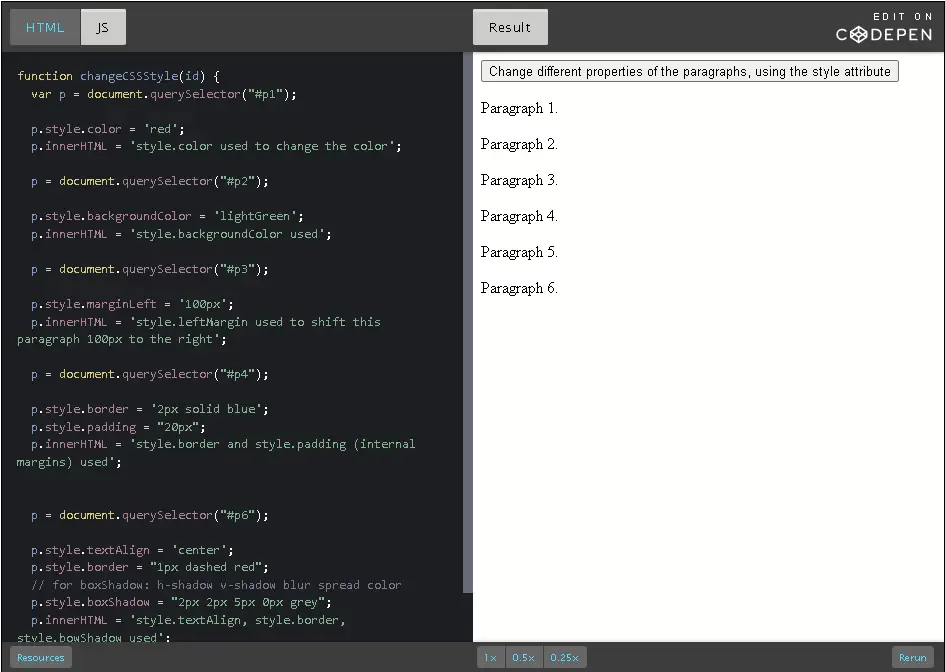 HTML JS Result EDIT ON
CODEPEN
function changeCSSStyle(id) {
var p = document.querySelector("#p1");
p.style.color = 'red';
p.innerHTML = 'style.color used to change the color';
p = document.querySelector("#p2");
p.style.backgroundColor = 'lightGreen';
p.innerHTML = 'style.backgroundColor used';
p = document.querySelector("#p3");
p.style.marginLeft = '100px';
p.innerHTML = 'style.leftMargin used to shift this
paragraph 100px to the right';
p = document.querySelector("#p4");
p.style.border = '2px solid blue';
p.style.padding = "20px";
p.innerHTML = 'style.border and style.padding (internal
margins) used';
p = document.querySelector("#p6");
p.style.textAlign = 'center';
p.style.border = "1px dashed red";
// for boxShadow: h-shadow v-shadow blur spread color
p.style.boxShadow = "2px 2px 5px 0px grey";
p.innerHTML = 'style.textAlign, style.border,
style.bowShadow used';
Change different properties of the paragraphs, using the style attribute
Paragraph 1.
Paragraph 2.
Paragraph 3.
Paragraph 4.
Paragraph 5.
Paragraph 6.
Resources 1× 0.5× 0.25× Rerun